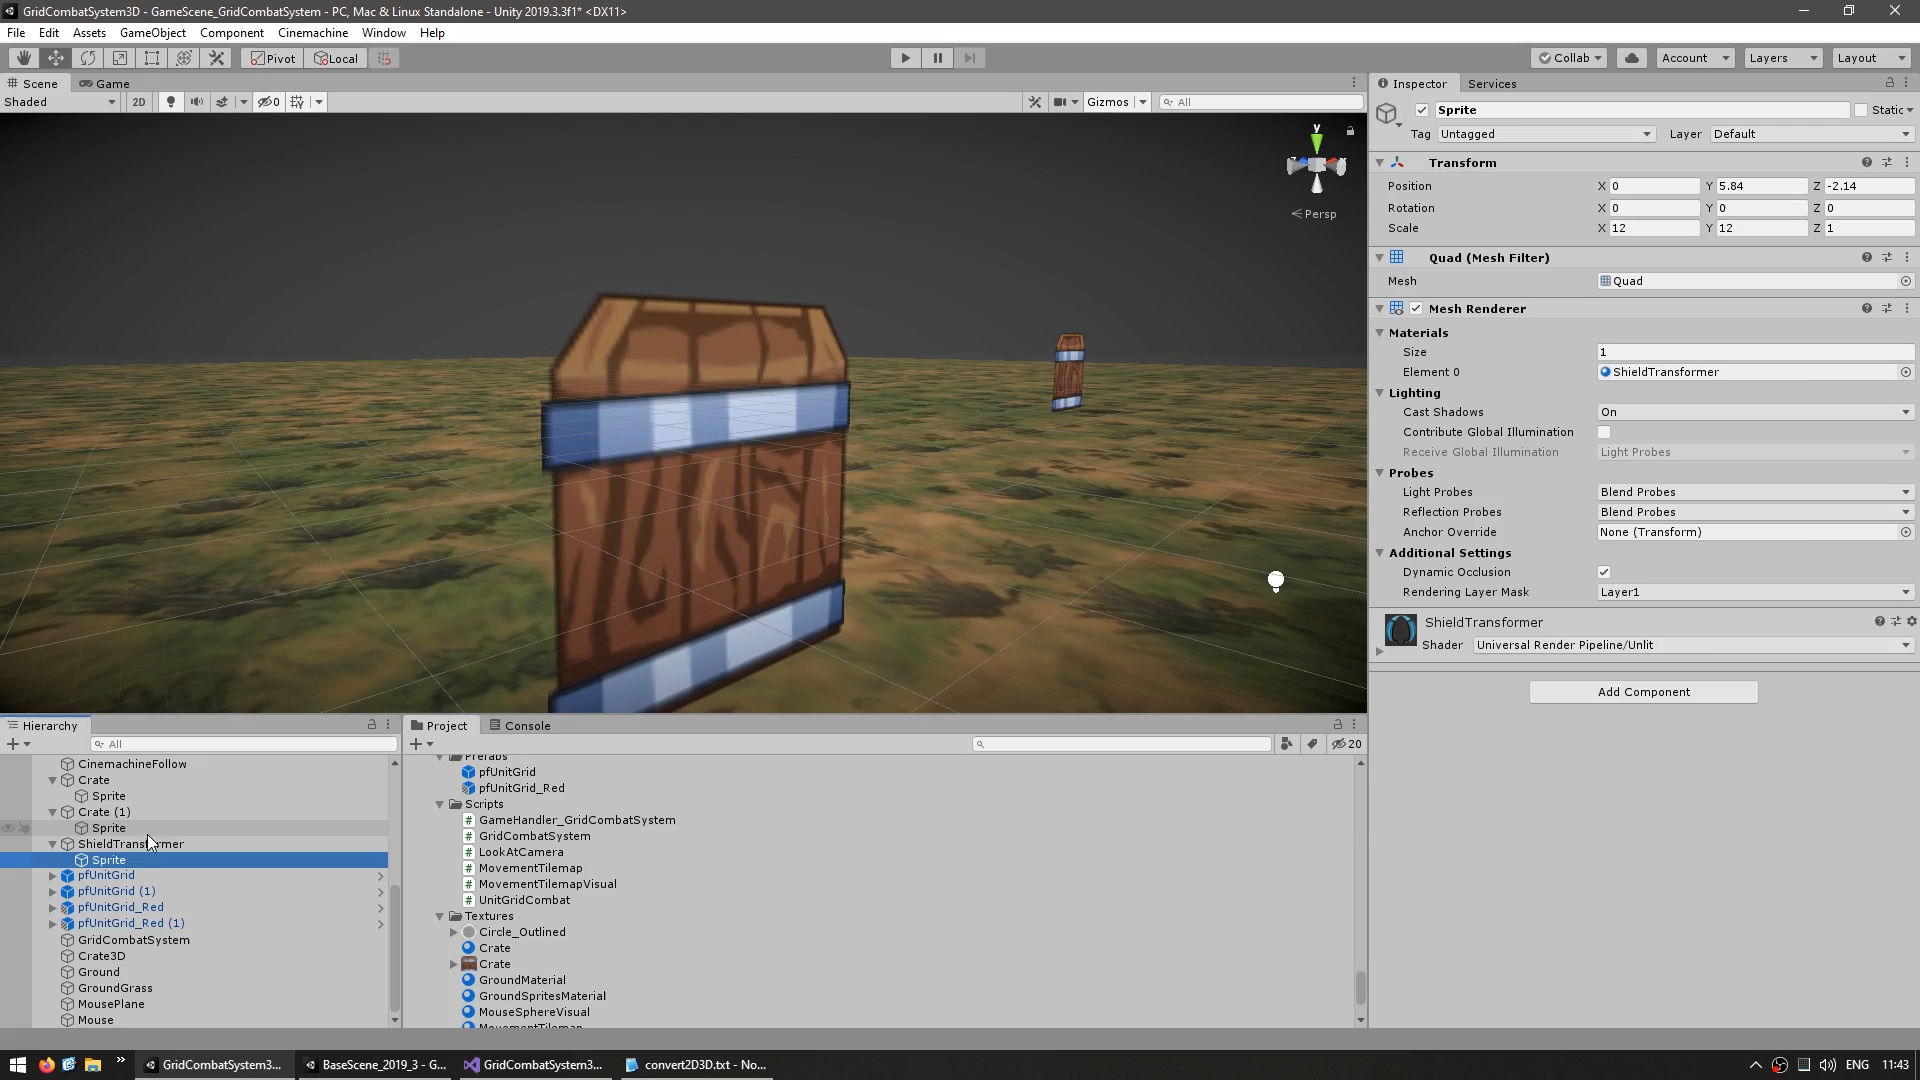 GridCombatSystem3D - GameScene_GridCombatSystem - PC, Mac & Linux Standalone - Unity 2019.3.3f1* <DX11>
File Edit Assets GameObject Component Cinemachine Window Help
Pivot Local Collab Account Layers Layout
Scene Game
Shaded 2D 0 Gizmos All
y
Persp
Inspector Services
Sprite Static
Tag Untagged Layer Default
Transform
Position X 0 Y 5.84 Z -2.14
Rotation X 0 Y 0 Z 0
Scale X 12 Y 12 Z 1
Quad (Mesh Filter)
Mesh Quad
Mesh Renderer
Materials
Size 1
Element 0 ShieldTransformer
Lighting
Cast Shadows On
Contribute Global Illumination
Receive Global Illumination Light Probes
Probes
Light Probes Blend Probes
Reflection Probes Blend Probes
Anchor Override None (Transform)
Additional Settings
Dynamic Occlusion
Rendering Layer Mask Layer1
ShieldTransformer
Shader Universal Render Pipeline/Unlit
Add Component
Hierarchy
All
CinemachineFollow
Crate
Sprite
Crate (1)
Sprite
ShieldTransformer
Sprite
pfUnitGrid
pfUnitGrid (1)
pfUnitGrid_Red
pfUnitGrid_Red (1)
GridCombatSystem
Crate3D
Ground
GroundGrass
MousePlane
Mouse
Project Console
20
Prefabs
pfUnitGrid
pfUnitGrid_Red
Scripts
GameHandler_GridCombatSystem
GridCombatSystem
LookAtCamera
MovementTilemap
MovementTilemapVisual
UnitGridCombat
Textures
Circle_Outlined
Crate
Crate
GroundMaterial
GroundSpritesMaterial
MouseSphereVisual
MovementTilemap
GridCombatSystem3... BaseScene_2019_3 - G... GridCombatSystem3... convert2D3D.txt - No... ENG 11:43